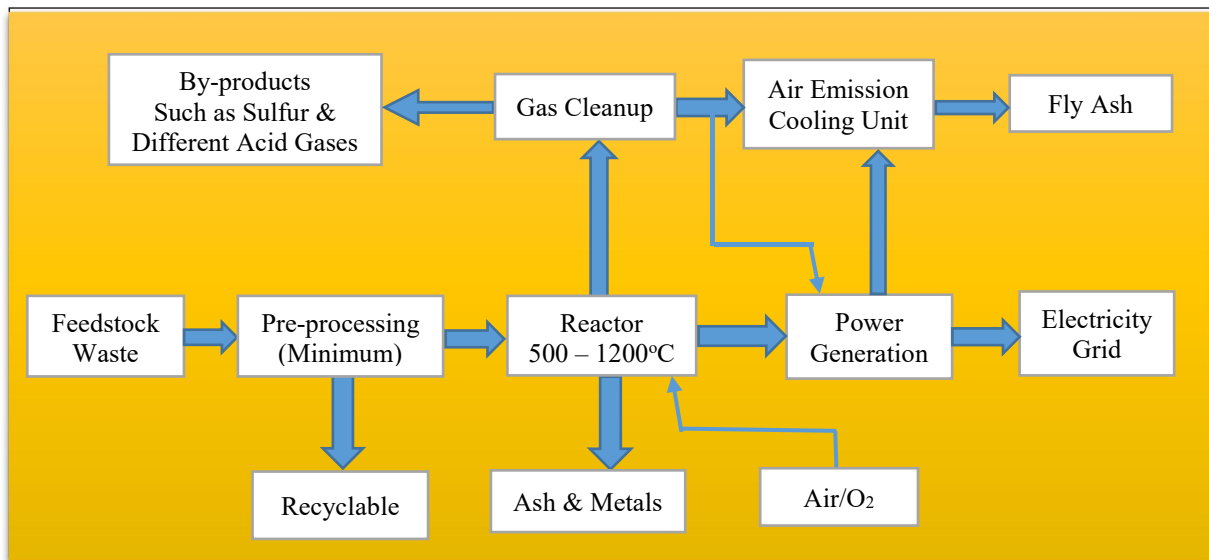 By-products
Such as Sulfur &
Different Acid Gases
Gas Cleanup
Air Emission
Cooling Unit
Fly Ash
Feedstock
Waste
Pre-processing
(Minimum)
Reactor
500 – 1200°C
Power
Generation
Electricity
Grid
Recyclable
Ash & Metals
Air/O₂